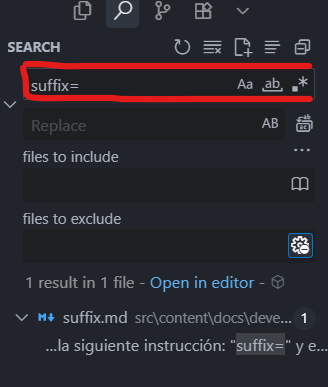 SEARCH
suffix=
Aa
ab
Replace
AB
files to include
files to exclude
1 result in 1 file - Open in editor -
suffix.md src\content\docs\deve... 1
...la siguiente instrucción: "suffix=" y e...